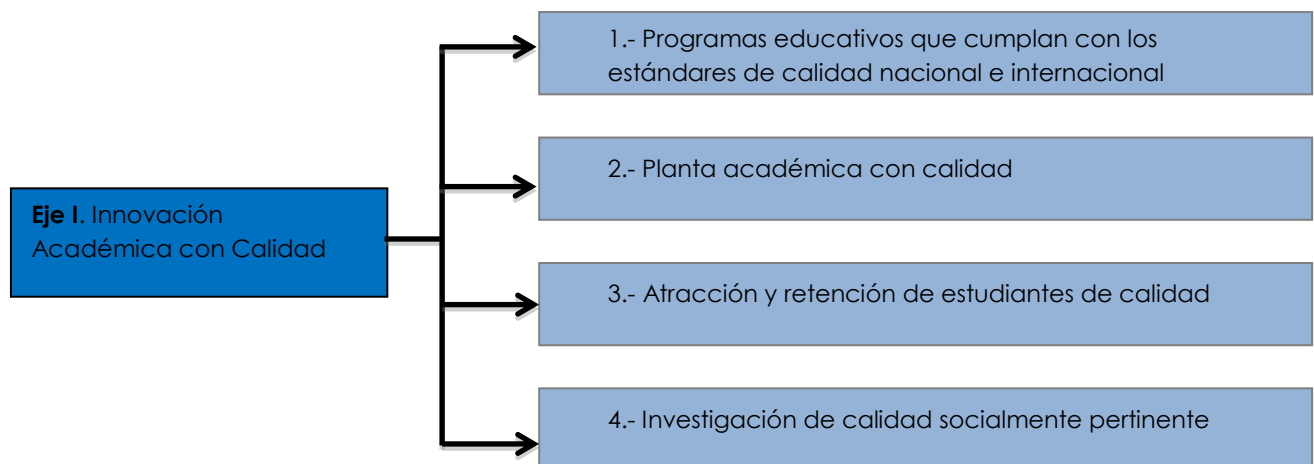 Eje I. Innovación
Académica con Calidad
1.- Programas educativos que cumplan con los
estándares de calidad nacional e internacional
2.- Planta académica con calidad
3.- Atracción y retención de estudiantes de calidad
4.- Investigación de calidad socialmente pertinente